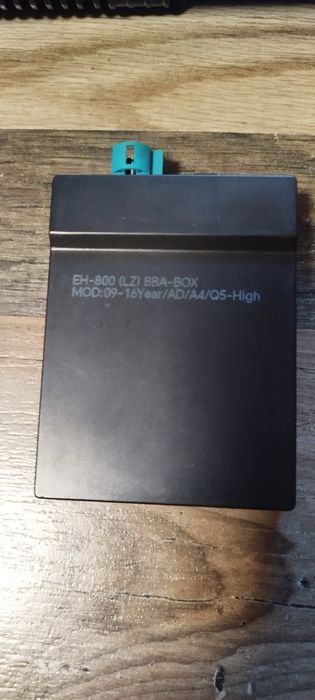 EH-800 (LZ) BBA-BOX
MOD:09-16Year/AD/A4/Q5-High